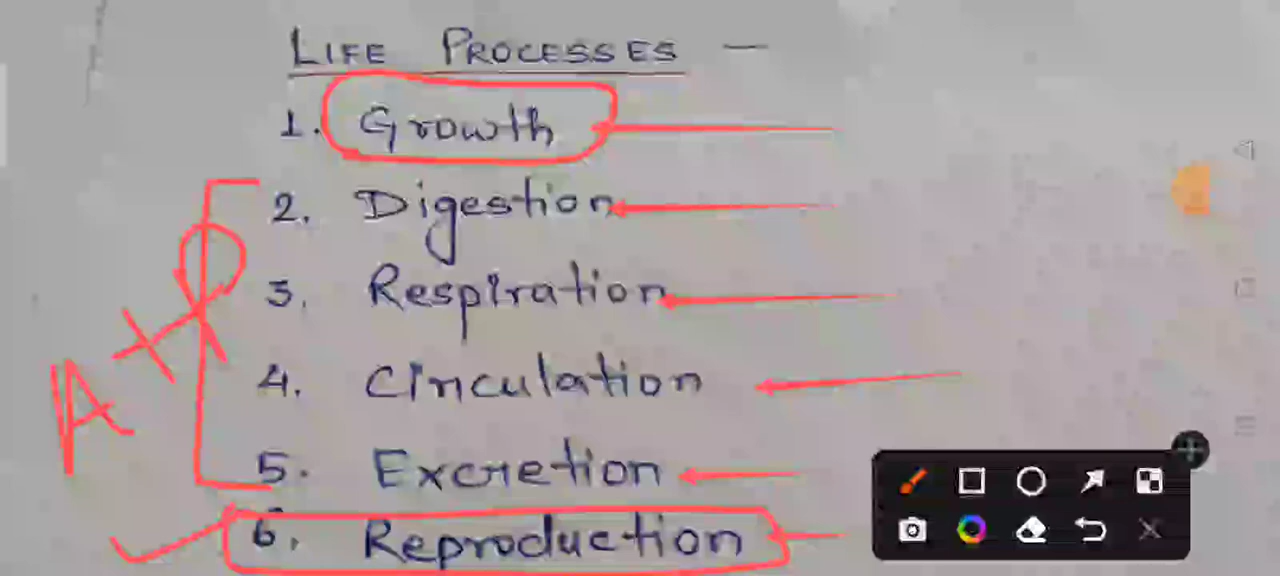 LIFE PROCESSES —
1. Growth
2. Digestion
3. Respiration
4. Circulation
5. Excretion
6. Reproduction